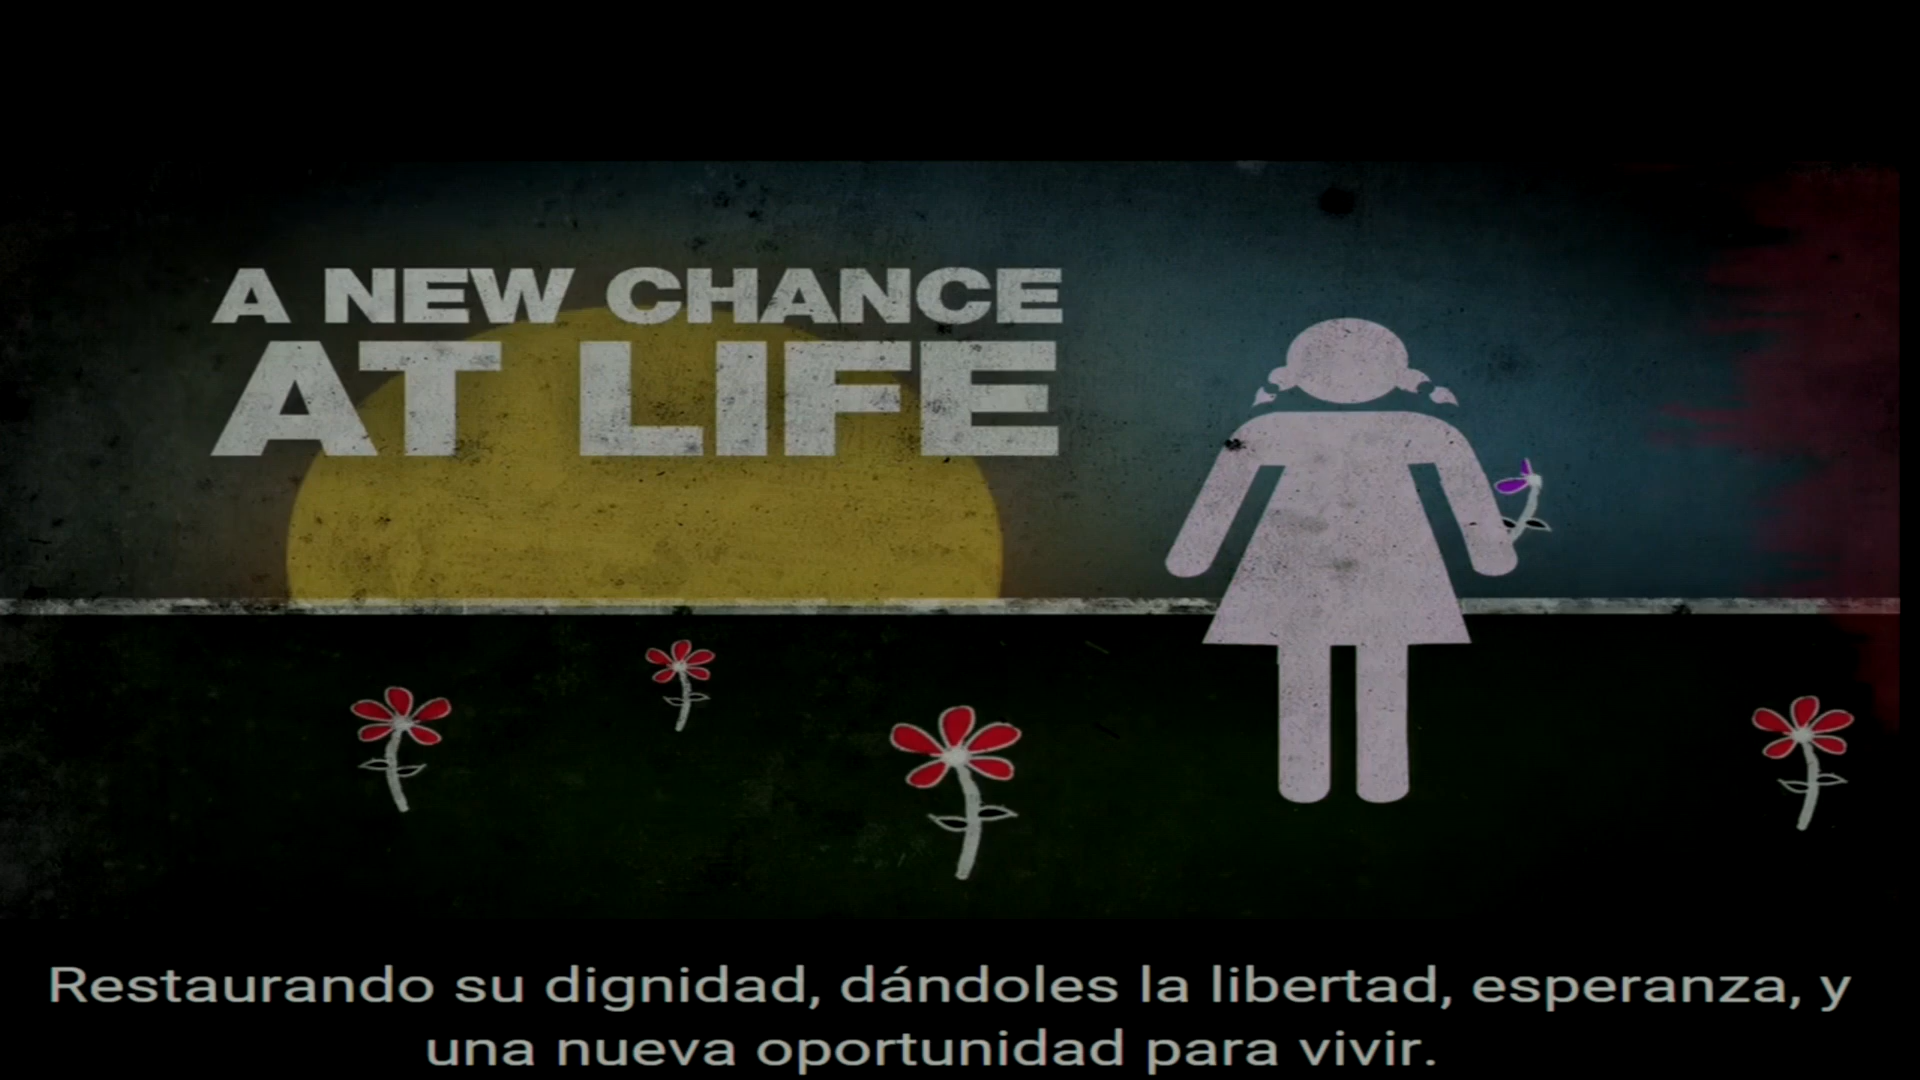 A NEW CHANCE
AT LIFE
Restaurando su dignidad, dándoles la libertad, esperanza, y
una nueva oportunidad para vivir.